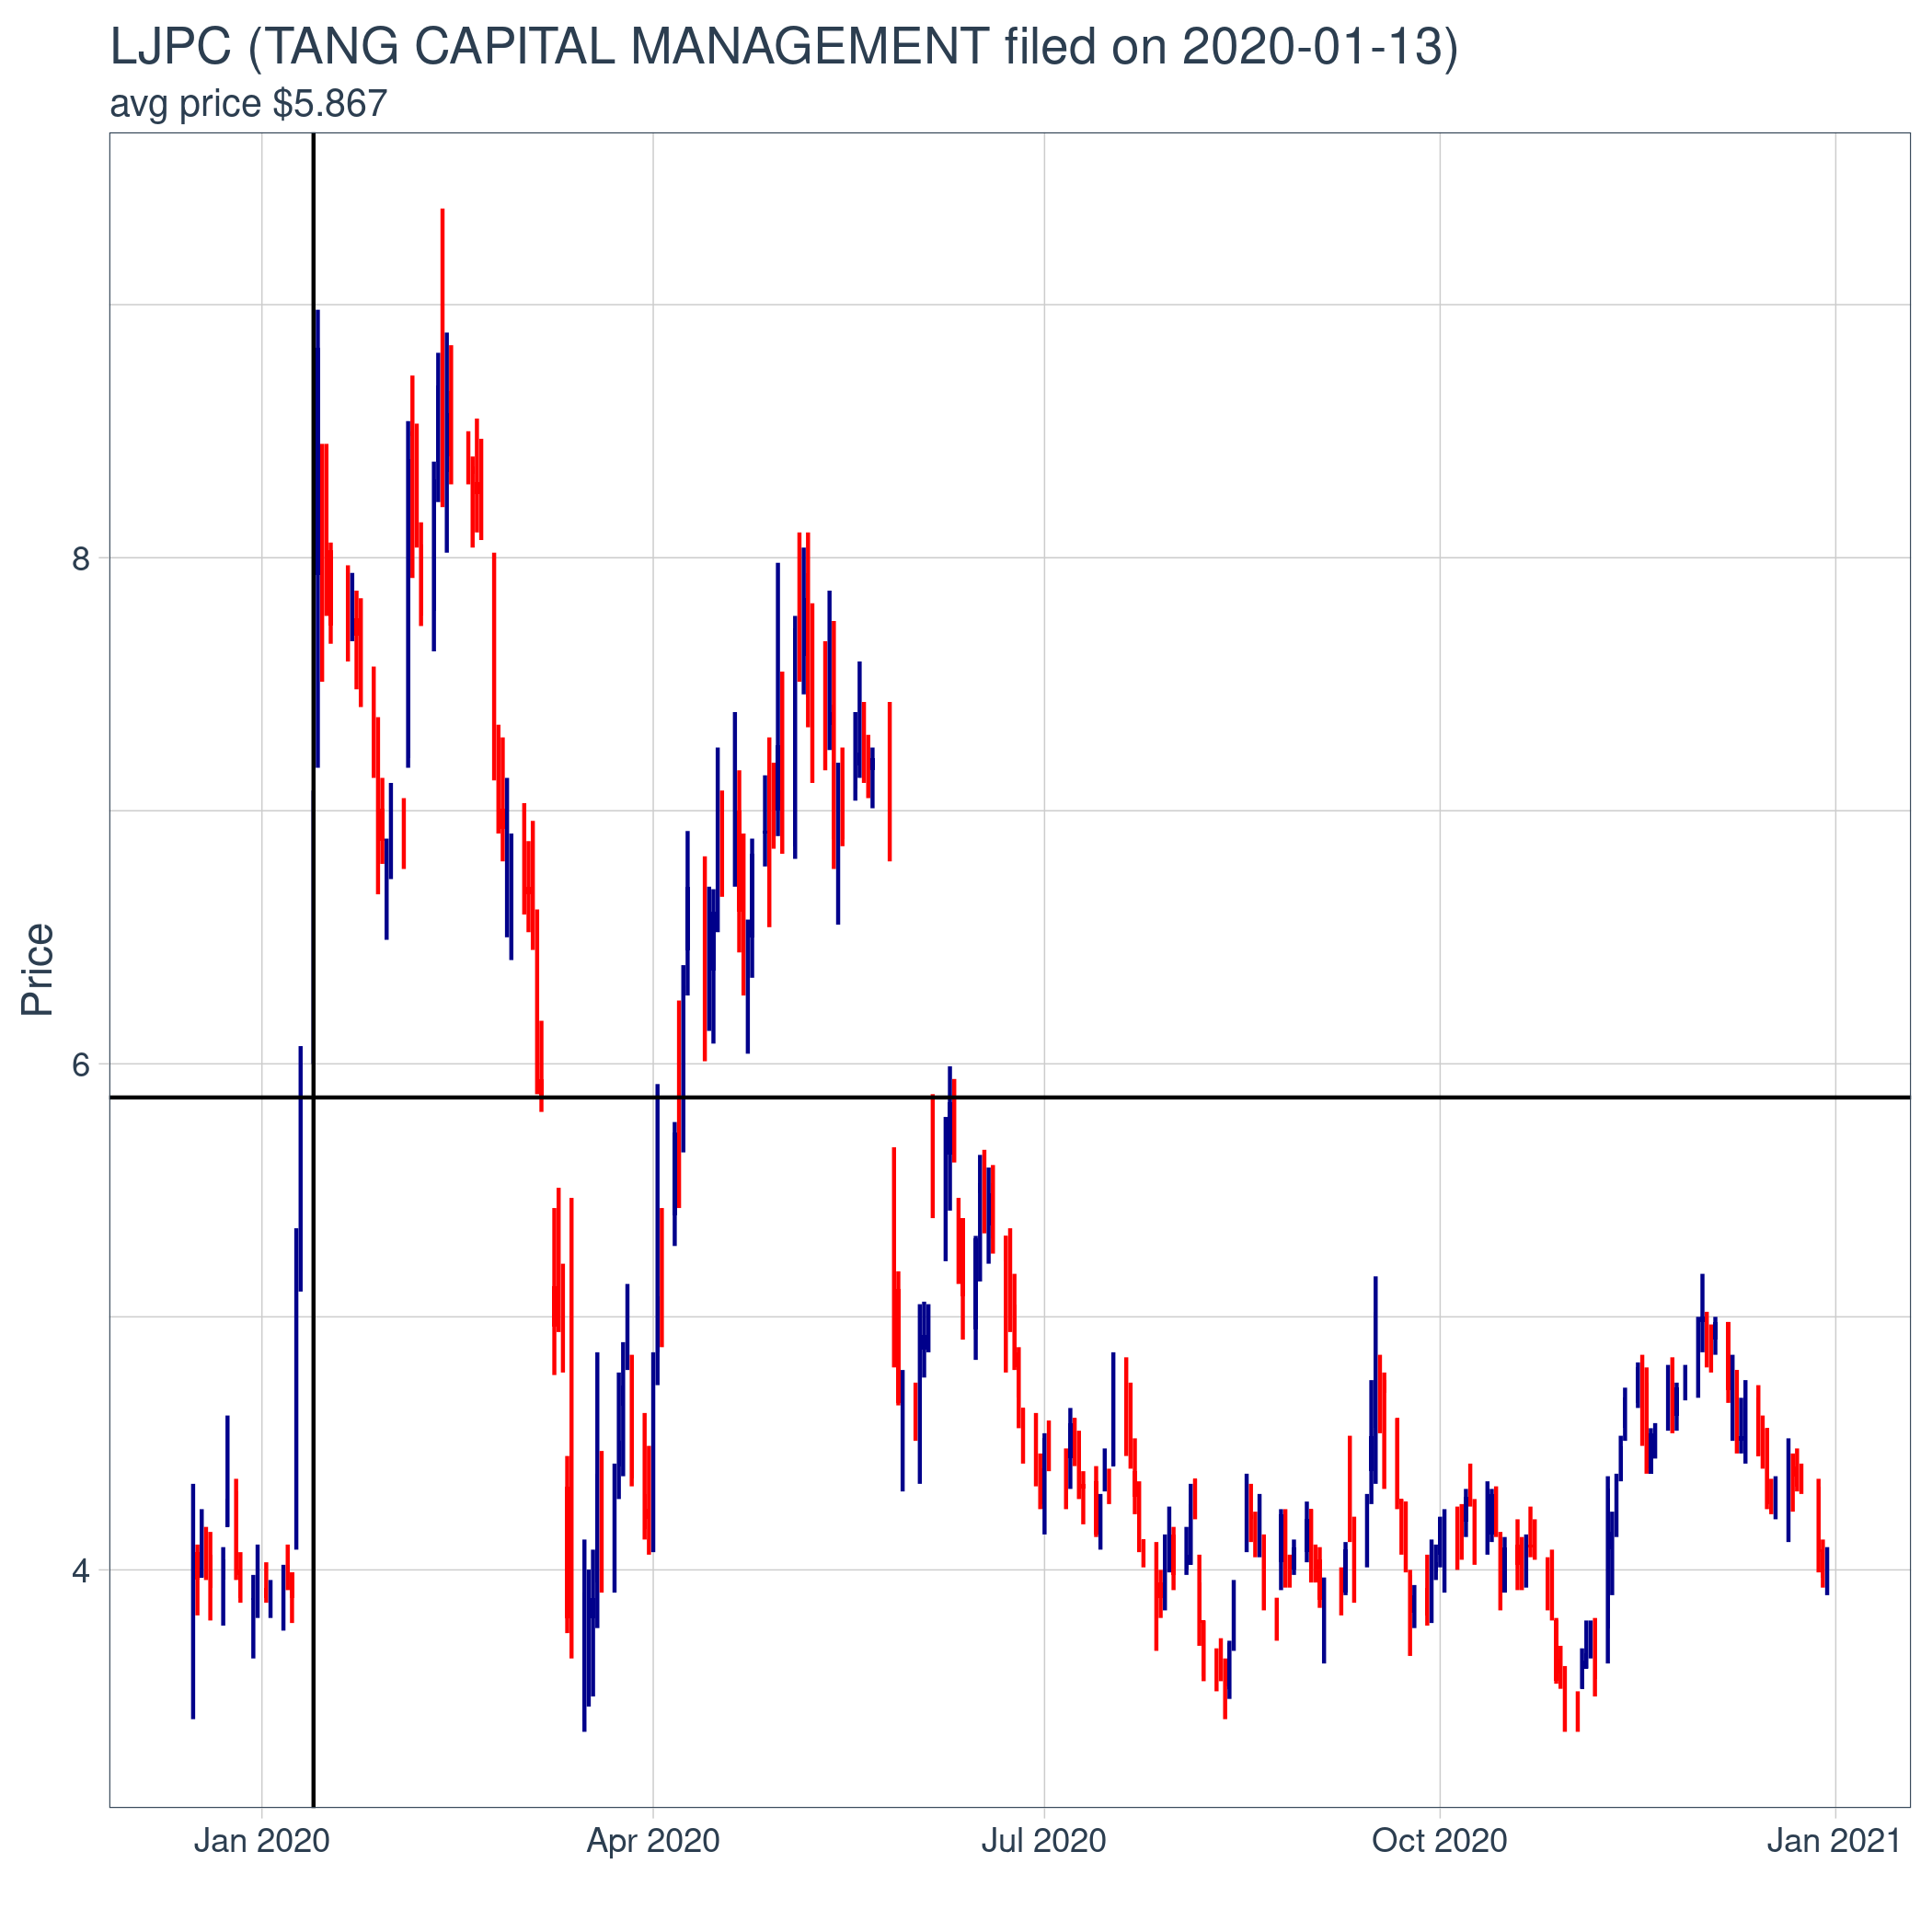 LJPC (TANG CAPITAL MANAGEMENT filed on 2020-01-13)
avg price $5.867
Price
8
6
4
Jan 2020
Apr 2020
Jul 2020
Oct 2020
Jan 2021